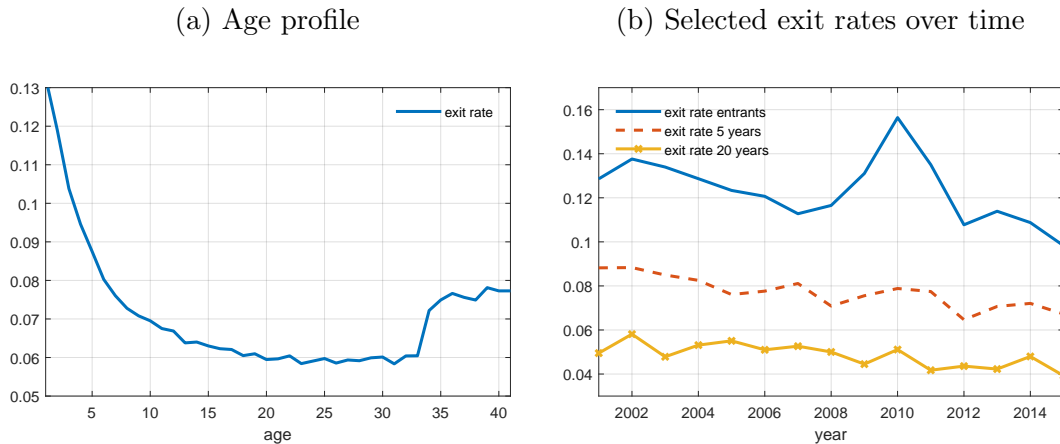 (a) Age profile
0.13
0.12
0.11
0.1
0.09
0.08
0.07
0.06
0.05
5 10 15 20 25 30 35 40
age
exit rate
(b) Selected exit rates over time
0.16
0.14
0.12
0.1
0.08
0.06
0.04
2002 2004 2006 2008 2010 2012 2014
year
exit rate entrants
exit rate 5 years
exit rate 20 years